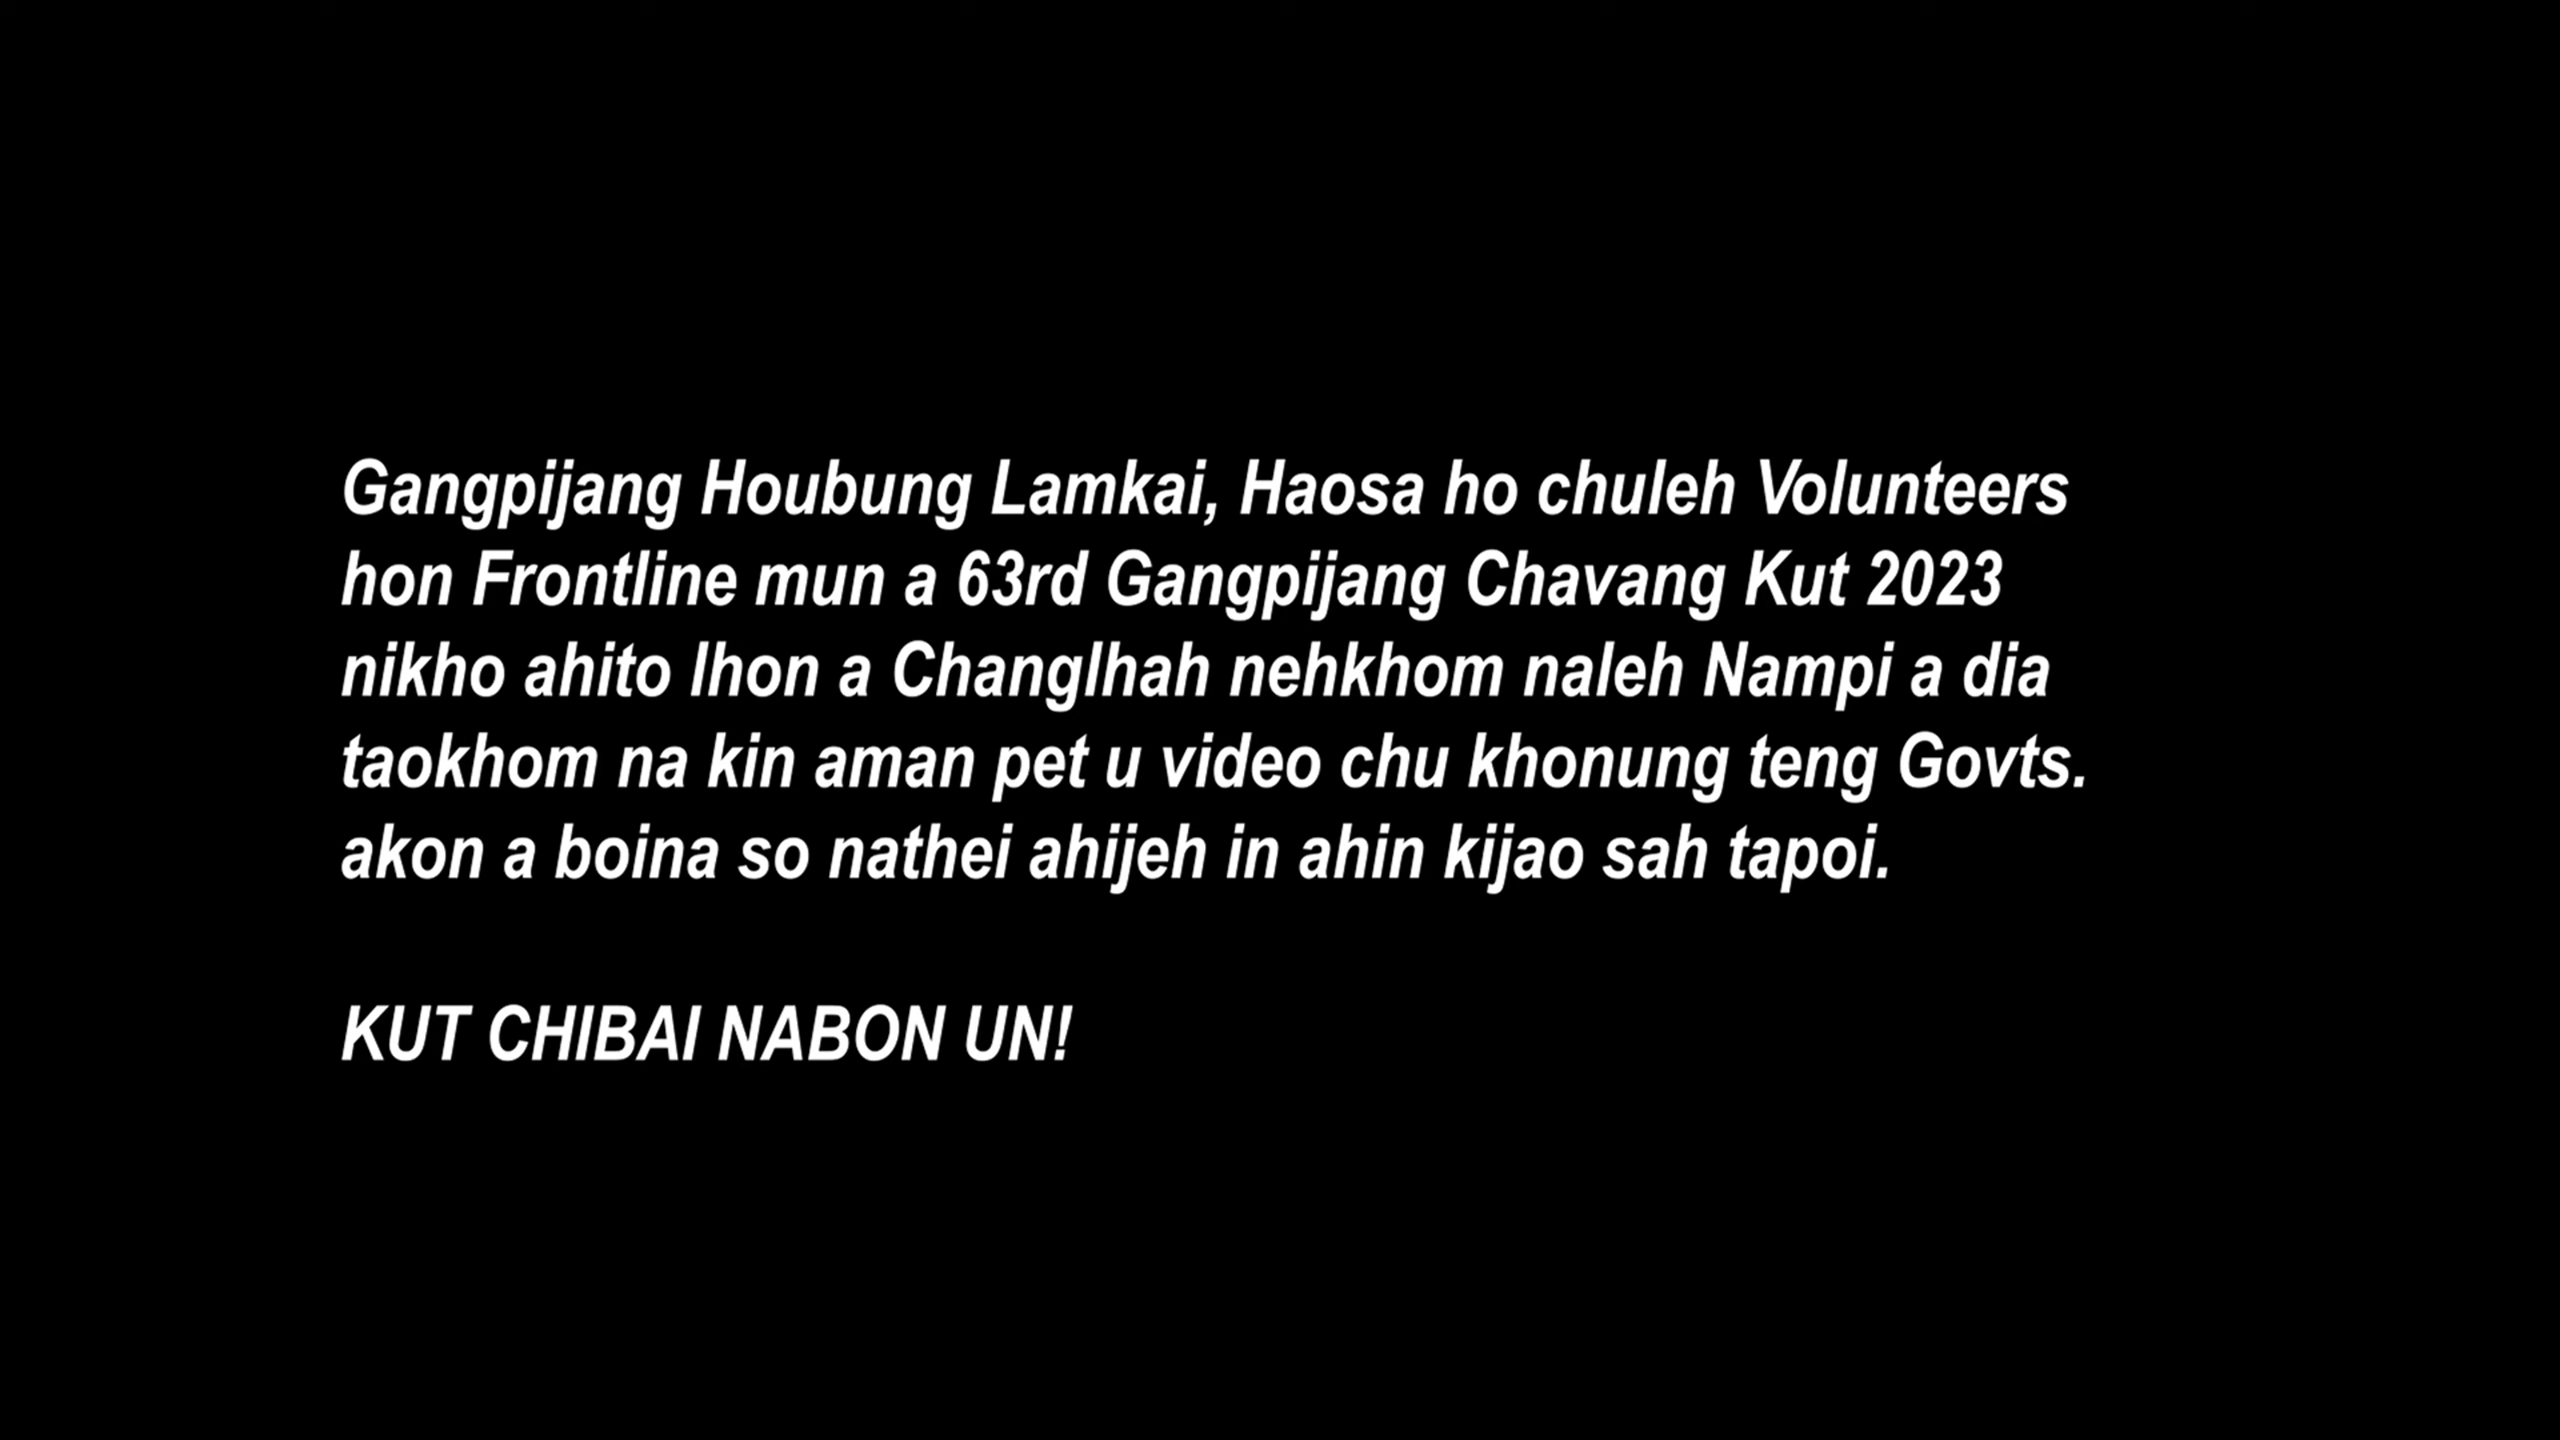 Gangpijang Houbung Lamkai, Haosa ho chuleh Volunteers
hon Frontline mun a 63rd Gangpijang Chavang Kut 2023
nikho ahito lhon a Changlhah nehkhom naleh Nampi a dia
taokhom na kin aman pet u video chu khonung teng Govts.
akon a boina so nathei ahijeh in ahin kijao sah tapoi.
KUT CHIBAI NABON UN!